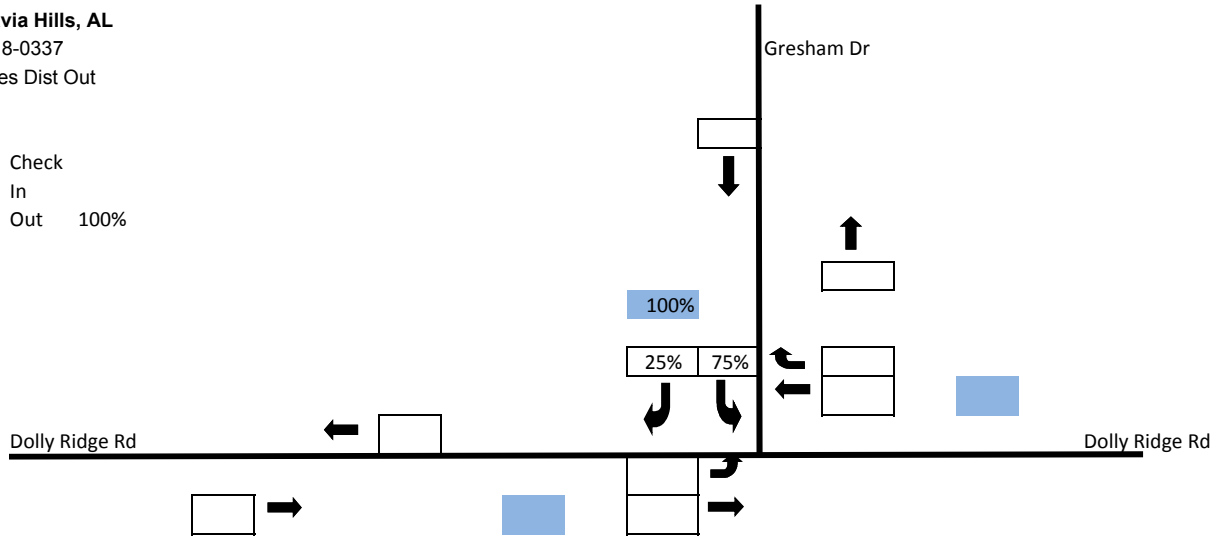 via Hills, AL
8-0337
es Dist Out
Gresham Dr
Check
In
Out 100%
100%
25% 75%
Dolly Ridge Rd Dolly Ridge Rd